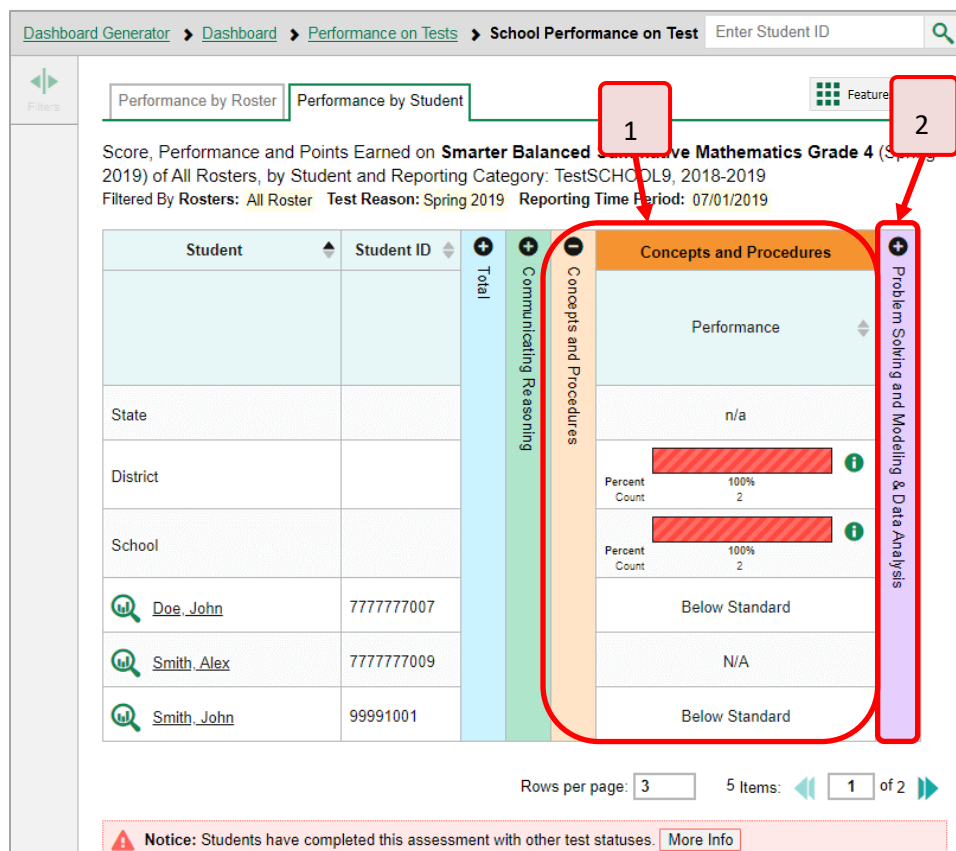 Dashboard Generator > Dashboard > Performance on Tests > School Performance on Test
Enter Student ID
Filters
Performance by Roster
Performance by Student
Feature
1
2
Score, Performance and Points Earned on Smarter Balanced Mathematics Grade 4
2019) of All Rosters, by Student and Reporting Category: TestSCHOOL9, 2018-2019
Filtered By Rosters: All Roster Test Reason: Spring 2019 Reporting Time Period: 07/01/2019
Student Student ID Total Communicating Reasoning Concepts and Procedures Concepts and Procedures Problem Solving and Modeling & Data Analysis
Performance
State n/a
District
Percent 100%
Count 2
School
Percent 100%
Count 2
Doe, John 7777777007 Below Standard
Smith, Alex 7777777009 N/A
Smith, John 99991001 Below Standard
Rows per page: 3 5 Items: 1 of 2
Notice: Students have completed this assessment with other test statuses. More Info